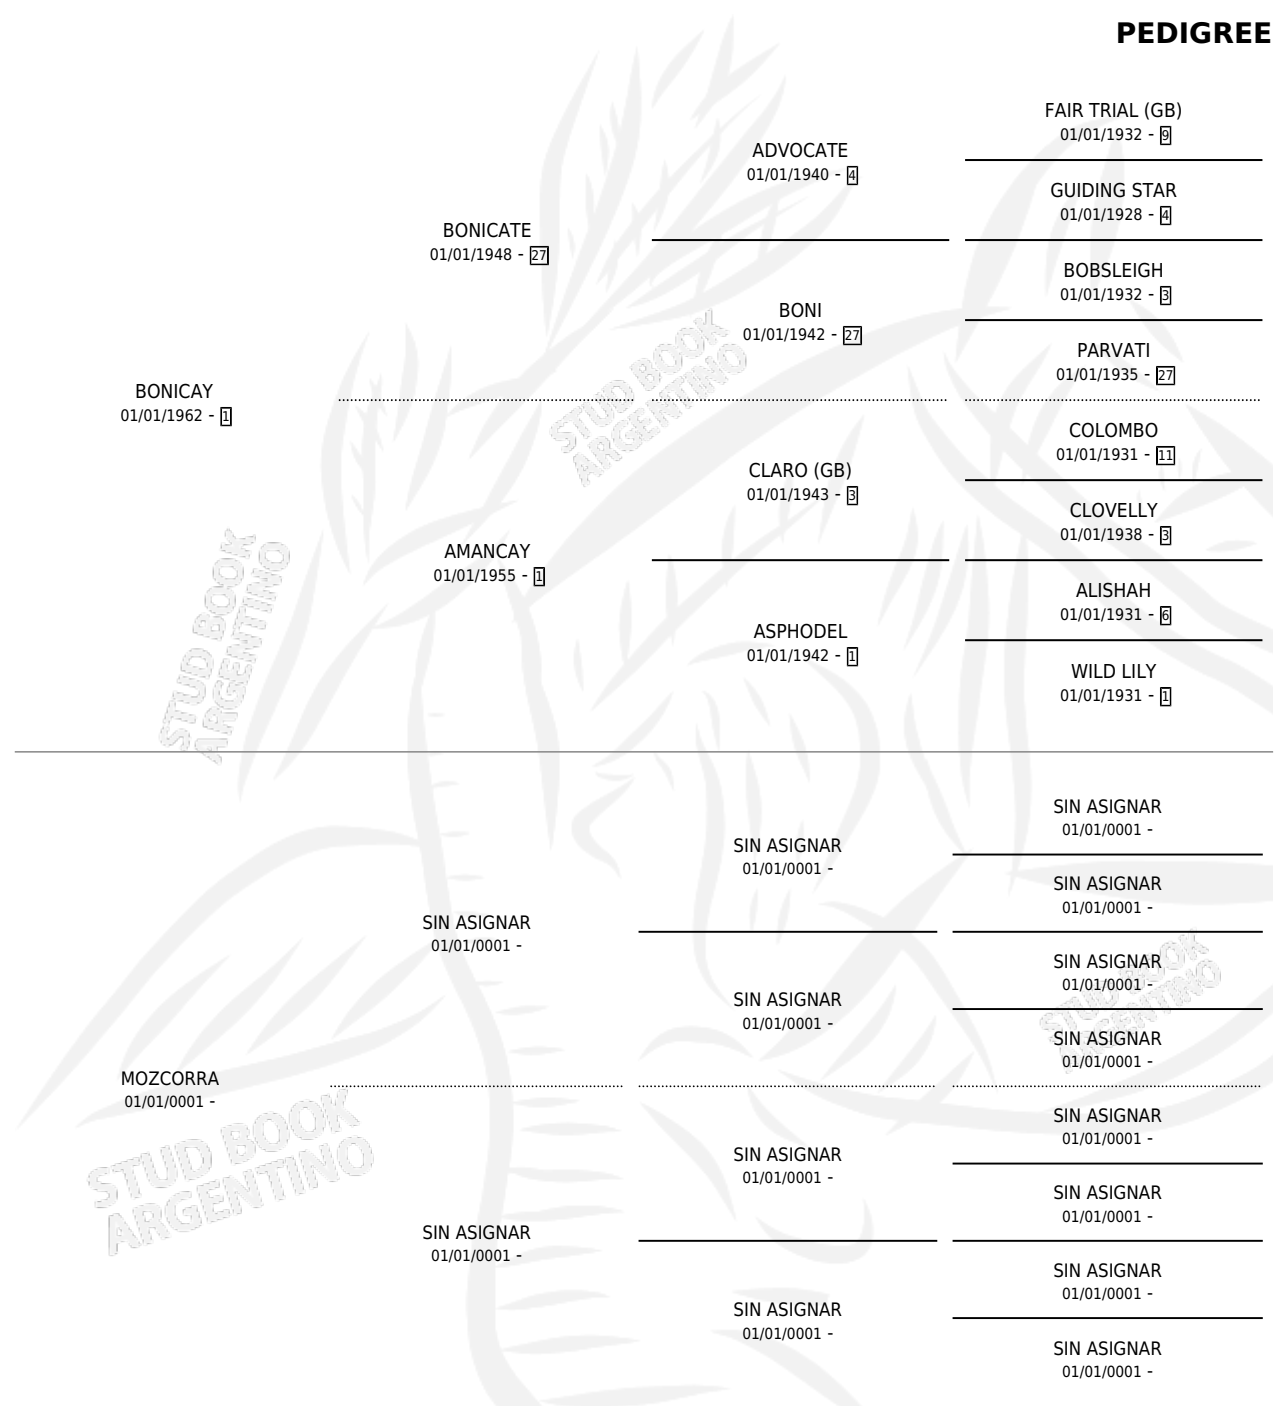 PEDIGREE
BONICAY
01/01/1962 - 1
BONICATE
01/01/1948 - 27
AMANCAY
01/01/1955 - 1
ADVOCATE
01/01/1940 - 4
BONI
01/01/1942 - 27
CLARO (GB)
01/01/1943 - 3
ASPHODEL
01/01/1942 - 1
FAIR TRIAL (GB)
01/01/1932 - 9
GUIDING STAR
01/01/1928 - 4
BOBSLEIGH
01/01/1932 - 3
PARVATI
01/01/1935 - 27
COLOMBO
01/01/1931 - 11
CLOVELLY
01/01/1938 - 3
ALISHAH
01/01/1931 - 6
WILD LILY
01/01/1931 - 1
MOZCORRA
01/01/0001 -
SIN ASIGNAR
01/01/0001 -
SIN ASIGNAR
01/01/0001 -
SIN ASIGNAR
01/01/0001 -
SIN ASIGNAR
01/01/0001 -
SIN ASIGNAR
01/01/0001 -
SIN ASIGNAR
01/01/0001 -
SIN ASIGNAR
01/01/0001 -
SIN ASIGNAR
01/01/0001 -
SIN ASIGNAR
01/01/0001 -
SIN ASIGNAR
01/01/0001 -
SIN ASIGNAR
01/01/0001 -
SIN ASIGNAR
01/01/0001 -
SIN ASIGNAR
01/01/0001 -
SIN ASIGNAR
01/01/0001 -
STUD BOOK
ARGENTINO
STUD BOOK
ARGENTINO
STUD BOOK
ARGENTINO
STUD BOOK
ARGENTINO